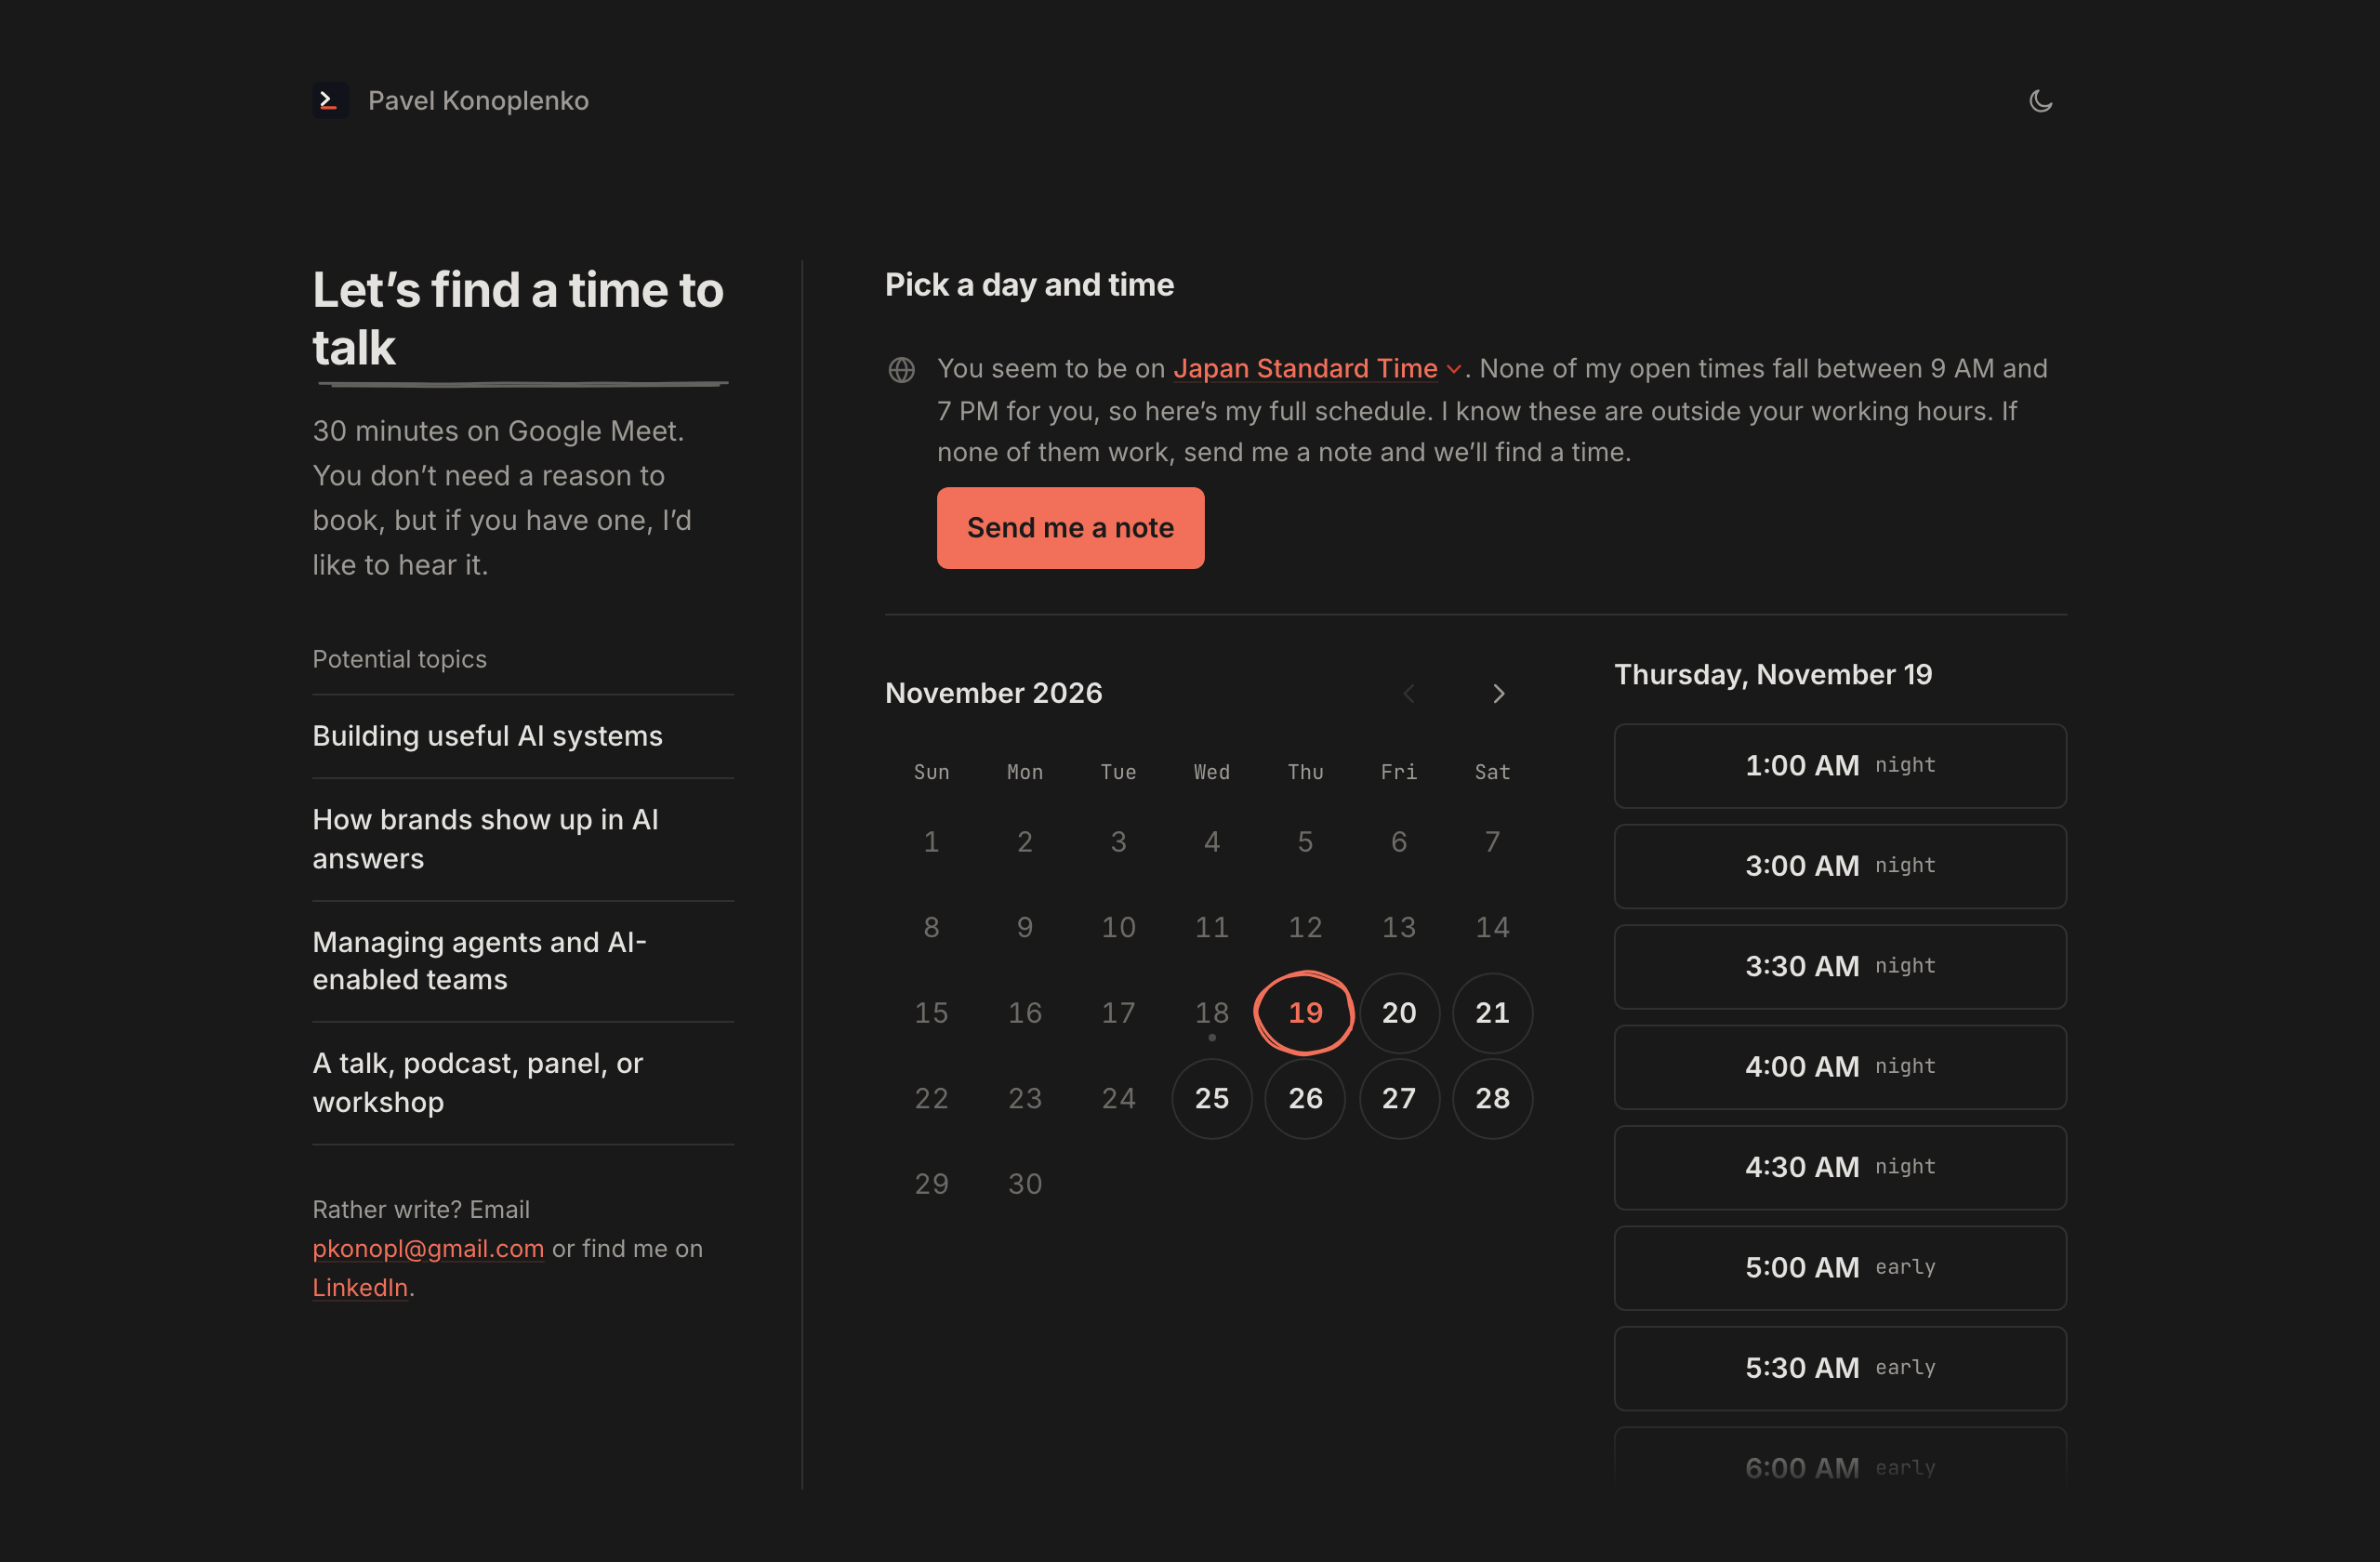 Pavel Konoplenko
Let’s find a time to
talk
30 minutes on Google Meet.
You don’t need a reason to
book, but if you have one, I’d
like to hear it.
Potential topics
Building useful AI systems
How brands show up in AI
answers
Managing agents and AI-
enabled teams
A talk, podcast, panel, or
workshop
Rather write? Email
pkonopl@gmail.com or find me on
LinkedIn.
Pick a day and time
You seem to be on Japan Standard Time. None of my open times fall between 9 AM and
7 PM for you, so here’s my full schedule. I know these are outside your working hours. If
none of them work, send me a note and we’ll find a time.
Send me a note
November 2026
Sun Mon Tue Wed Thu Fri Sat
1 2 3 4 5 6 7
8 9 10 11 12 13 14
15 16 17 18 19 20 21
22 23 24 25 26 27 28
29 30
Thursday, November 19
1:00 AM night
3:00 AM night
3:30 AM night
4:00 AM night
4:30 AM night
5:00 AM early
5:30 AM early
6:00 AM early